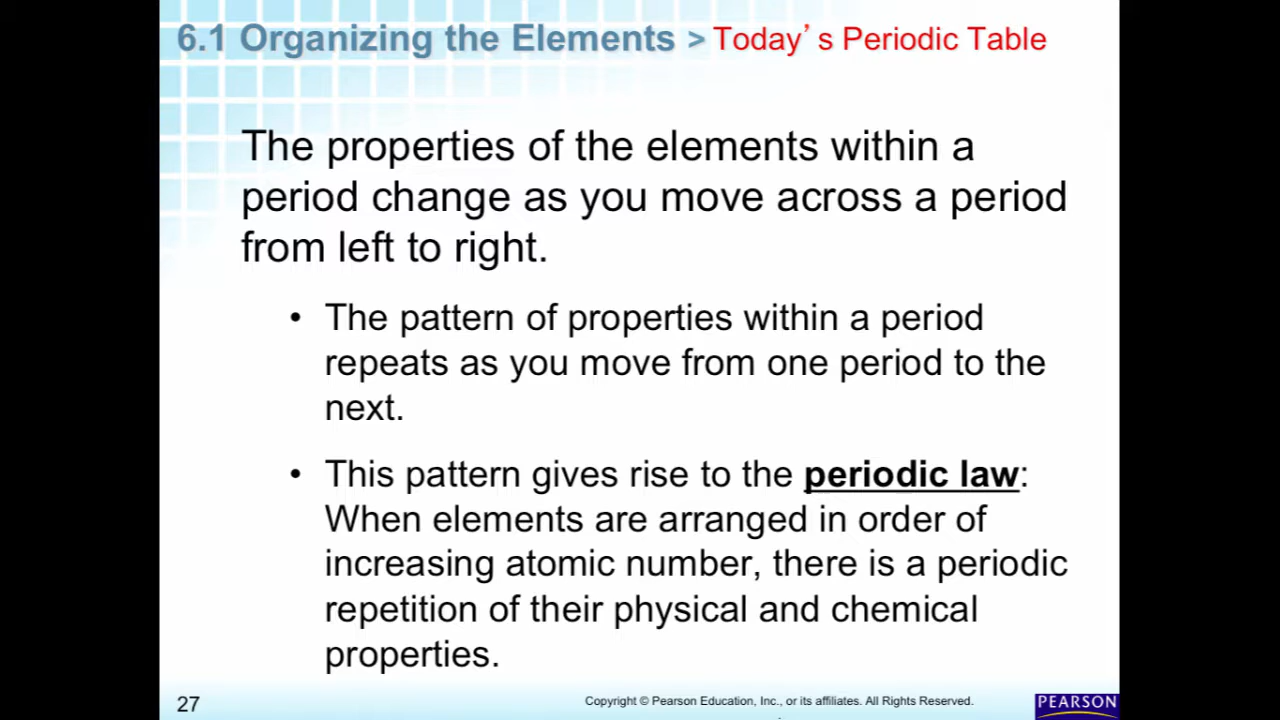 6.1 Organizing the Elements > Today's Periodic Table
The properties of the elements within a
period change as you move across a period
from left to right.
• The pattern of properties within a period
repeats as you move from one period to the
next.
• This pattern gives rise to the periodic law:
When elements are arranged in order of
increasing atomic number, there is a periodic
repetition of their physical and chemical
properties.
27
Copyright © Pearson Education, Inc., or its affiliates. All Rights Reserved.
PEARSON